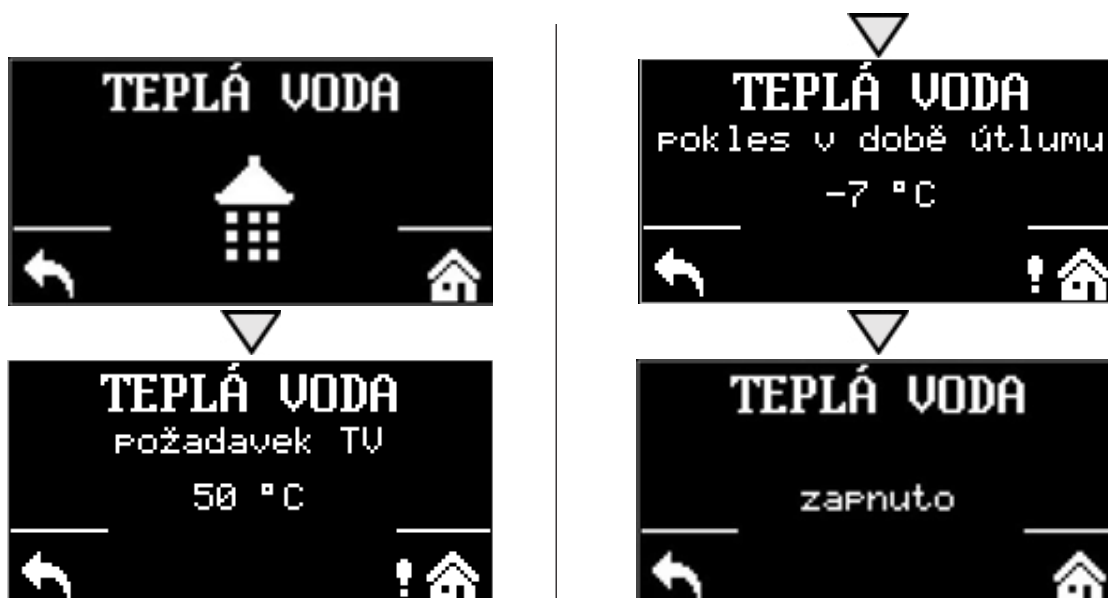 TEPLÁ VODA
TEPLÁ VODA
požadavek TV
50 °C
!
TEPLÁ VODA
pokles v době útlumu
-7 °C
!
TEPLÁ VODA
zapnuto